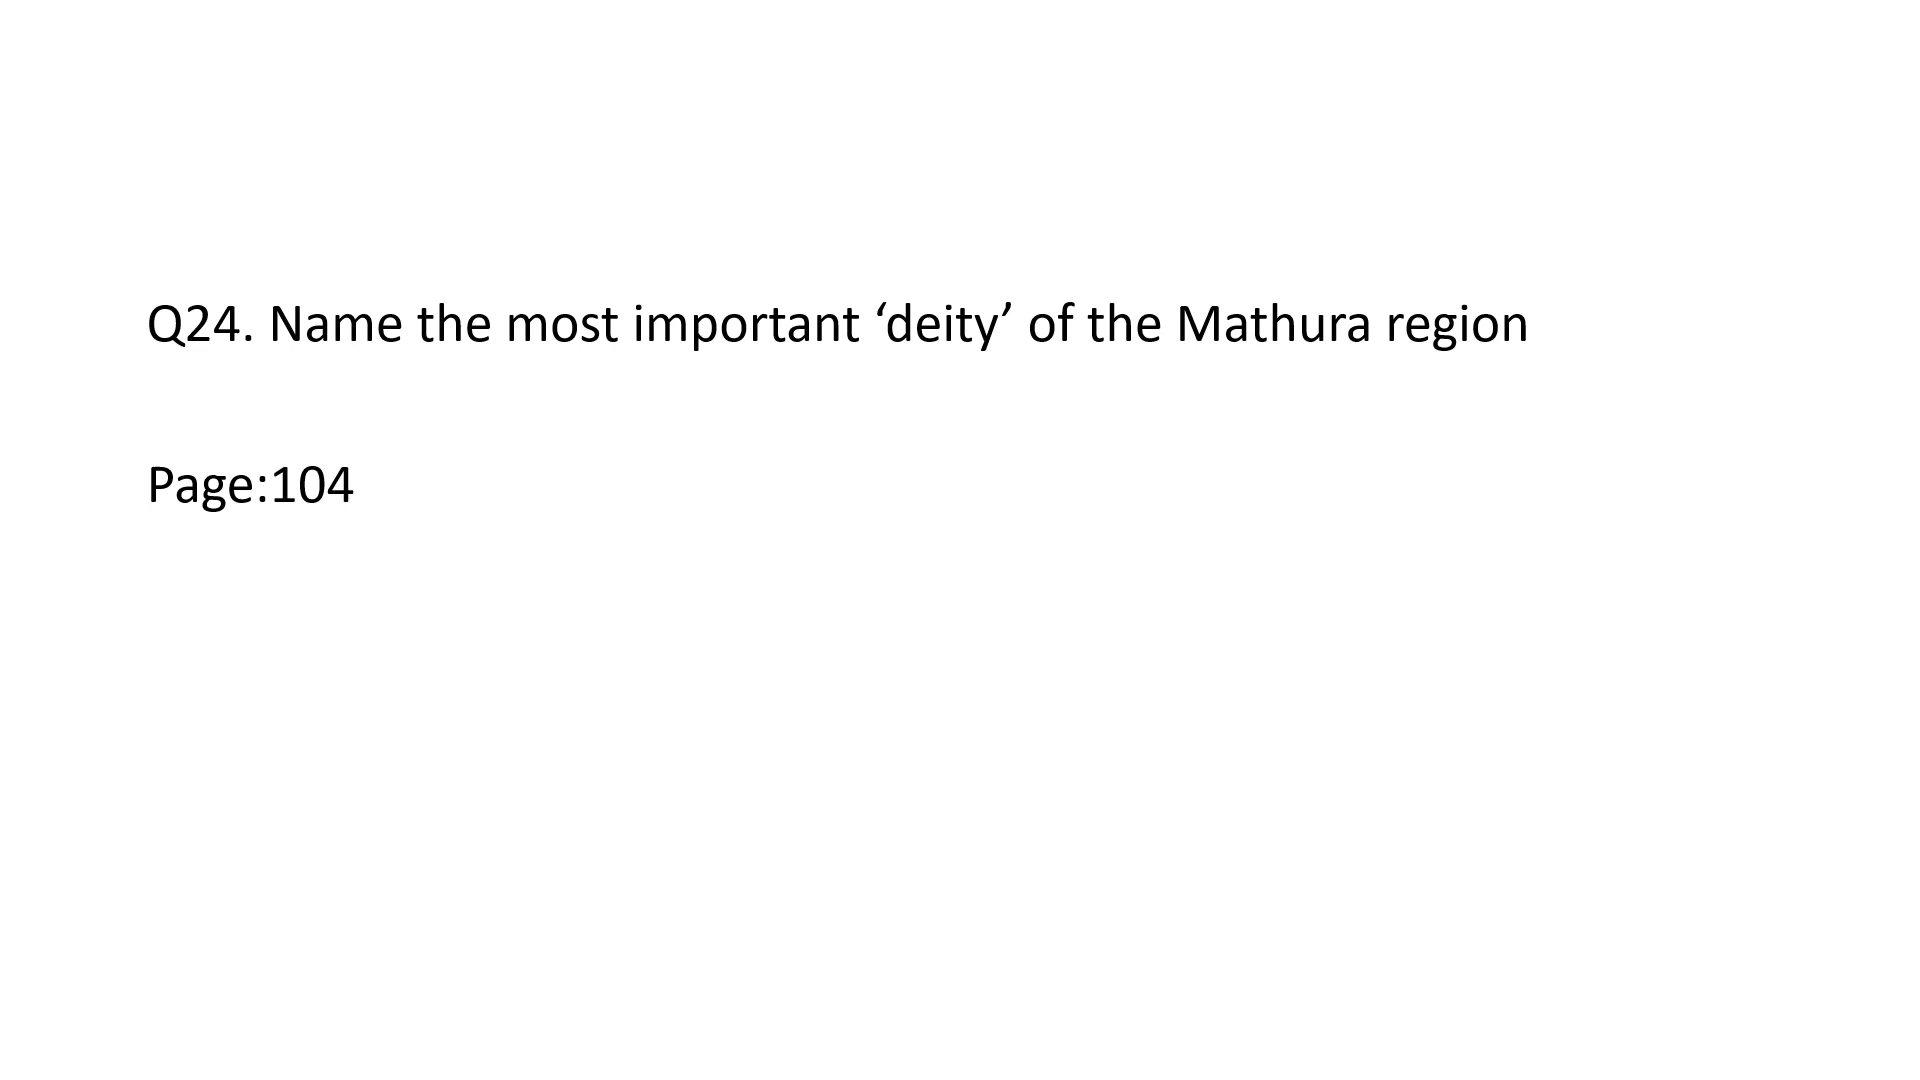 Q24. Name the most important ‘deity’ of the Mathura region
Page:104